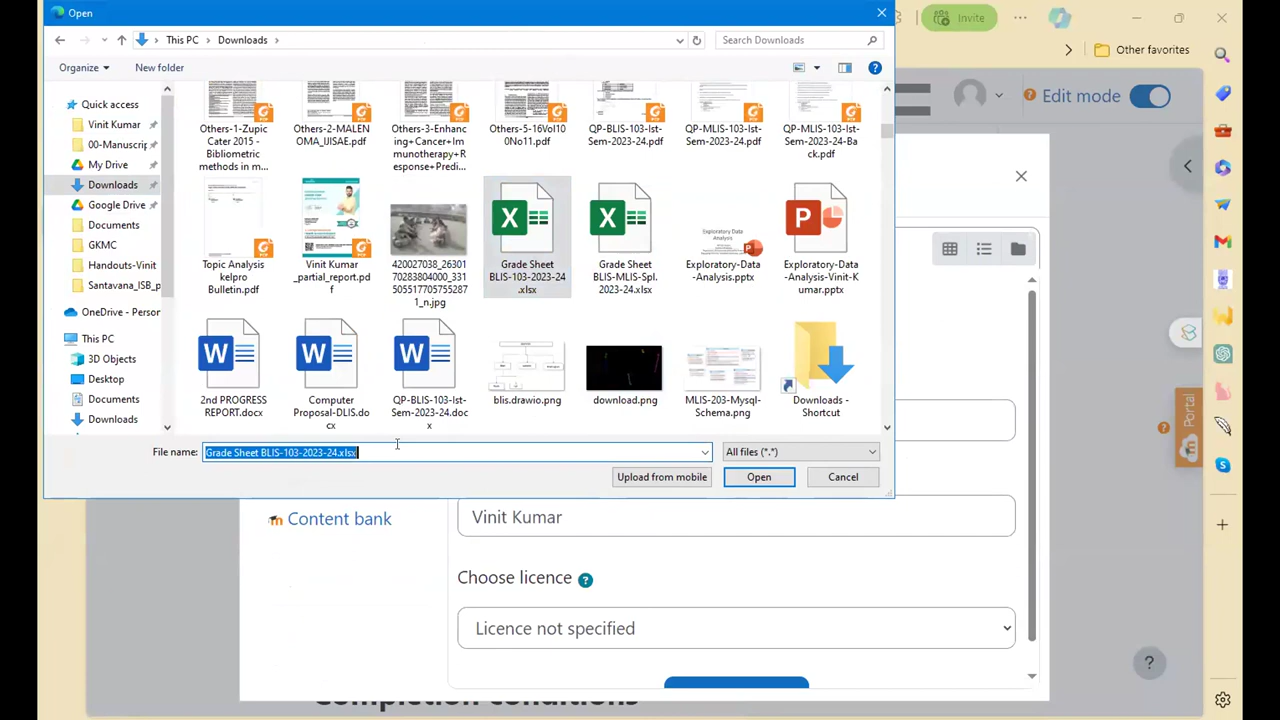 Open
Invite
This PC
Downloads
Search Downloads
Other favorites
Organize
New folder
Edit mode
Quick access
Vinit Kumar
00-Manuscrip
My Drive
Downloads
Google Drive
Documents
GKMC
Handouts-Vinit
Santavana_ISB_p
OneDrive - Person
This PC
3D Objects
Desktop
Documents
Downloads
Others-1-Zupic
Cater 2015 -
Bibliometric
methods in m...
Others-2-MALEN
OMA_IJISAE.pdf
Others-3-Enhanc
ing+Cancer+Im
munotherapy+R
esponse+Predi...
Others-5-16Vol10
0No11.pdf
QP-BLIS-103-Ist-
Sem-2023-24.pdf
QP-MLIS-103-Ist-
Sem-2023-24.pdf
QP-MLIS-103-Ist-
Sem-2023-24-Ba
ck.pdf
Topic Analysis
kelpro
Bulletin.pdf
Vinit Kumar
_partial_report.pd
f
420027038_26301
70283804000_331
5055177057552871
1_n.jpg
Grade Sheet
BLIS-103-2023-24
.xlsx
Grade Sheet
BLIS-MLIS-Spl.
2023-24.xlsx
Exploratory-Data
-Analysis.pptx
Exploratory-Data-
Analysis-Vinit-K
umar.pptx
2nd PROGRESS
REPORT.docx
Computer
Proposal-DLIS.do
cx
QP-BLIS-103-Ist-
Sem-2023-24.doc
x
blis.drawio.png
download.png
MLIS-203-Mysql-
Schema.png
Downloads -
Shortcut
File name:
Grade Sheet BLIS-103-2023-24.xlsx
All files (*.*)
Upload from mobile
Open
Cancel
Portal
Content bank
Vinit Kumar
Choose licence
Licence not specified
Completion conditions